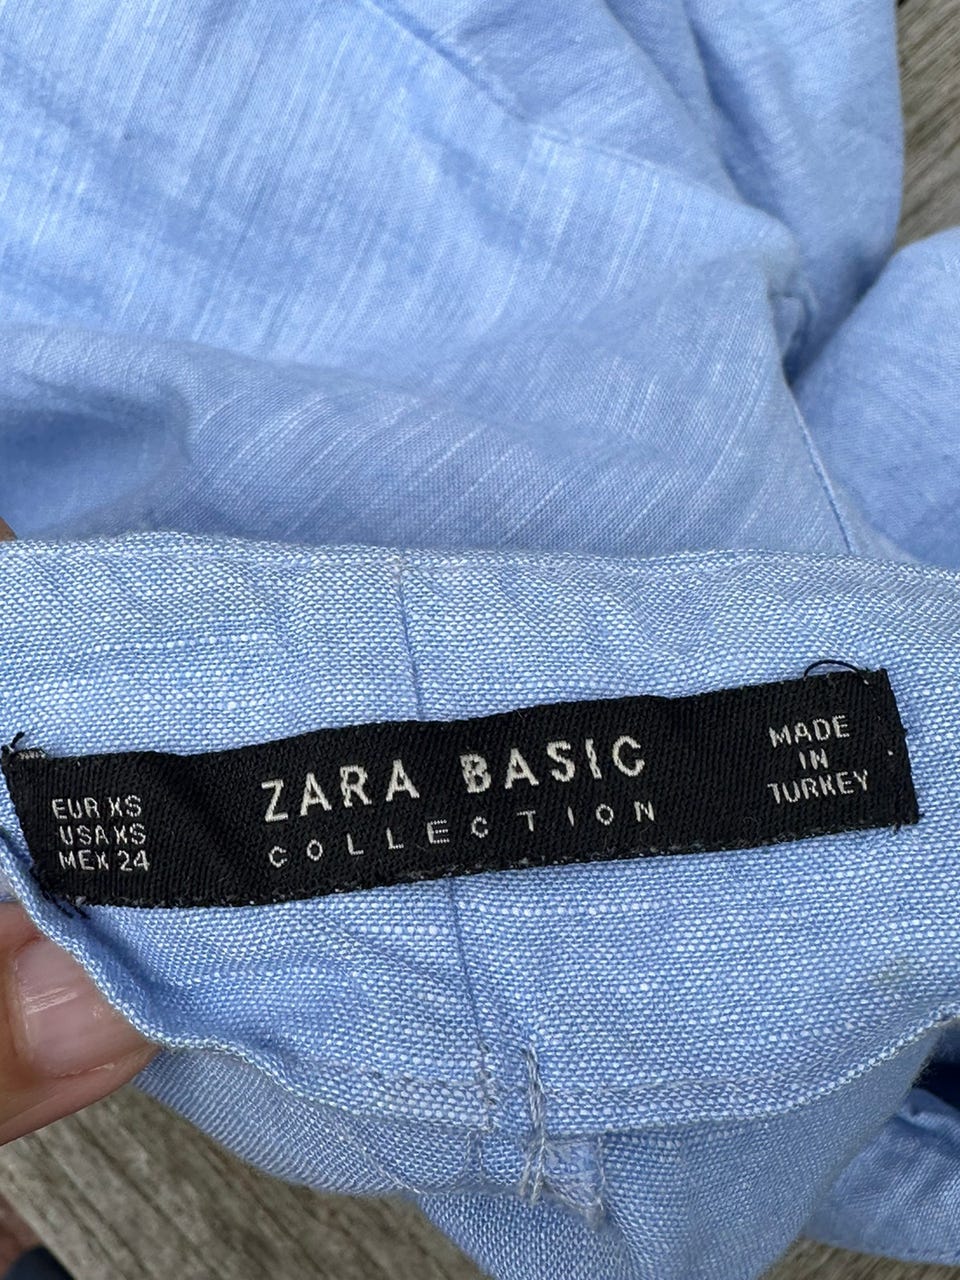 EUR XS
USA XS
MEX 24
ZARA BASIC
COLLECTION
MADE
IN
TURKEY